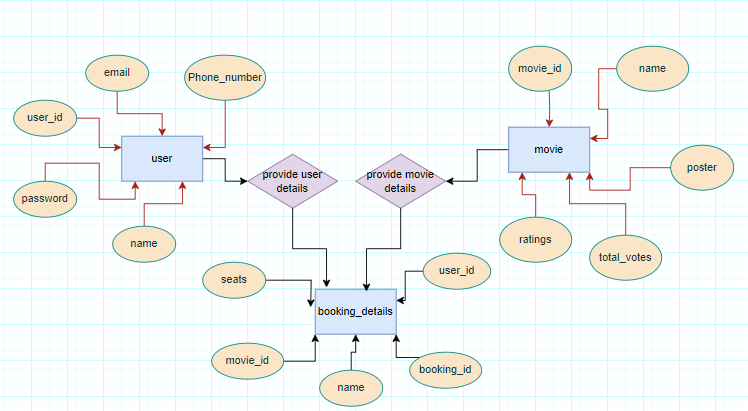 email
Phone_number
movie_id
name
user_id
user
movie
provide user
details
provide movie
details
poster
password
name
ratings
total_votes
seats
user_id
booking_details
movie_id
name
booking_id